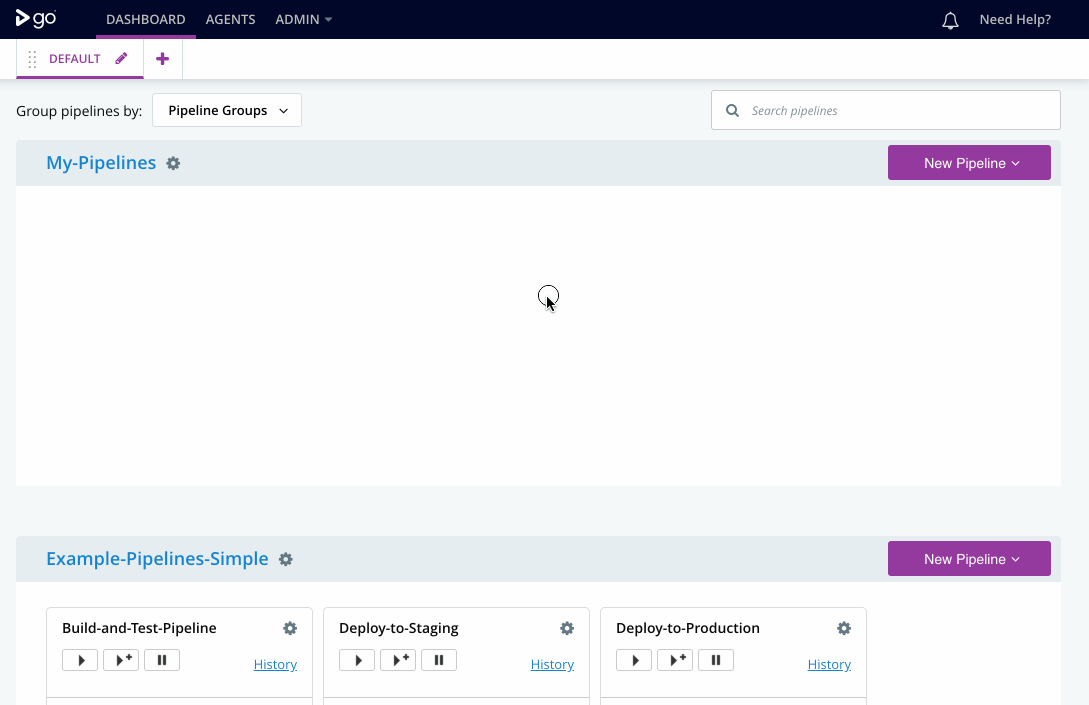 go
DASHBOARD AGENTS ADMIN Need Help?
DEFAULT
Group pipelines by: Pipeline Groups Search pipelines
My-Pipelines New Pipeline
Example-Pipelines-Simple New Pipeline
Build-and-Test-Pipeline Deploy-to-Staging Deploy-to-Production
History History History